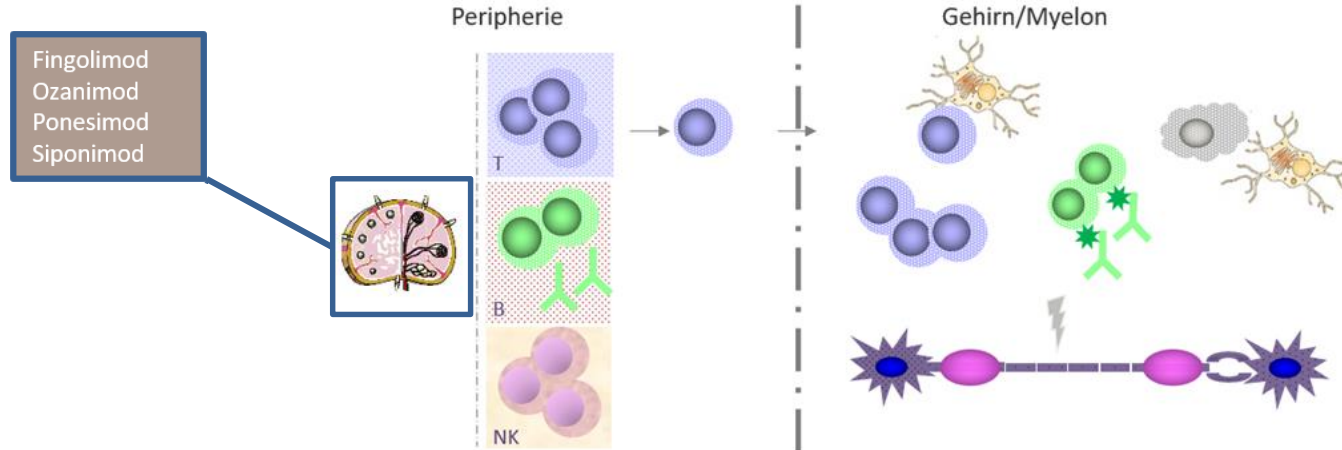 Peripherie
Gehirn/Myelon
Fingolimod
Ozanimod
Ponesimod
Siponimod
T
B
NK